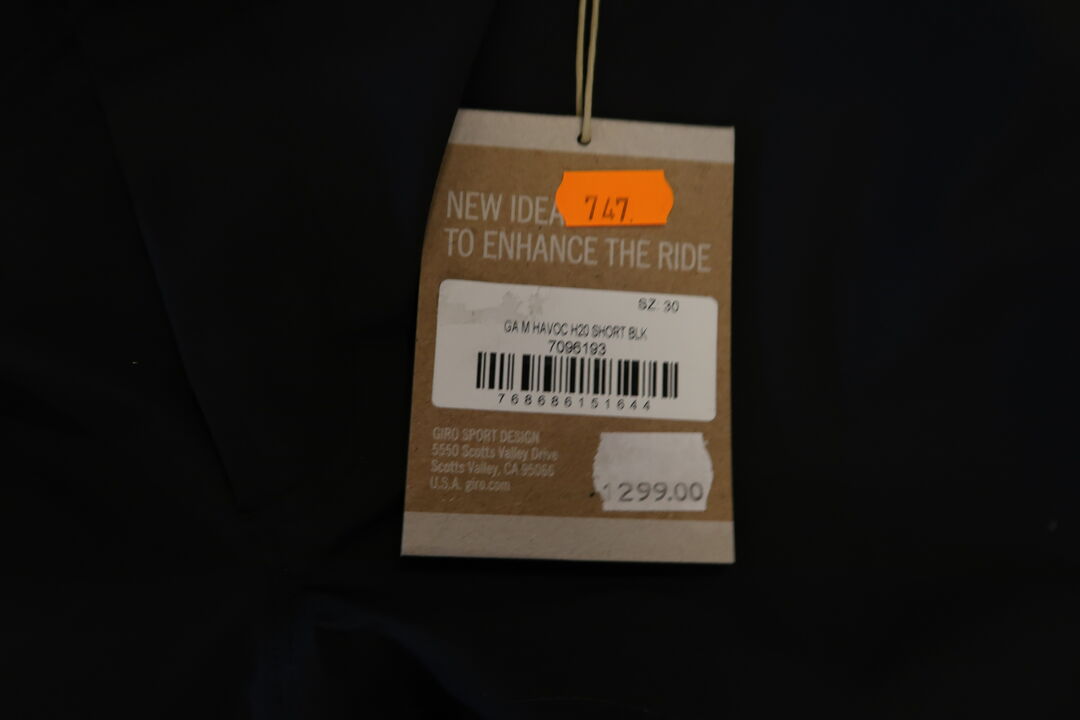 747.
NEW IDEA
TO ENHANCE THE RIDE
SZ: 30
GA M HAVOC H20 SHORT BLK
7096193
768686151644
GIRO SPORT DESIGN
5550 Scotts Valley Drive
Scotts Valley, CA 95066
U.S.A. giro.com
1299.00